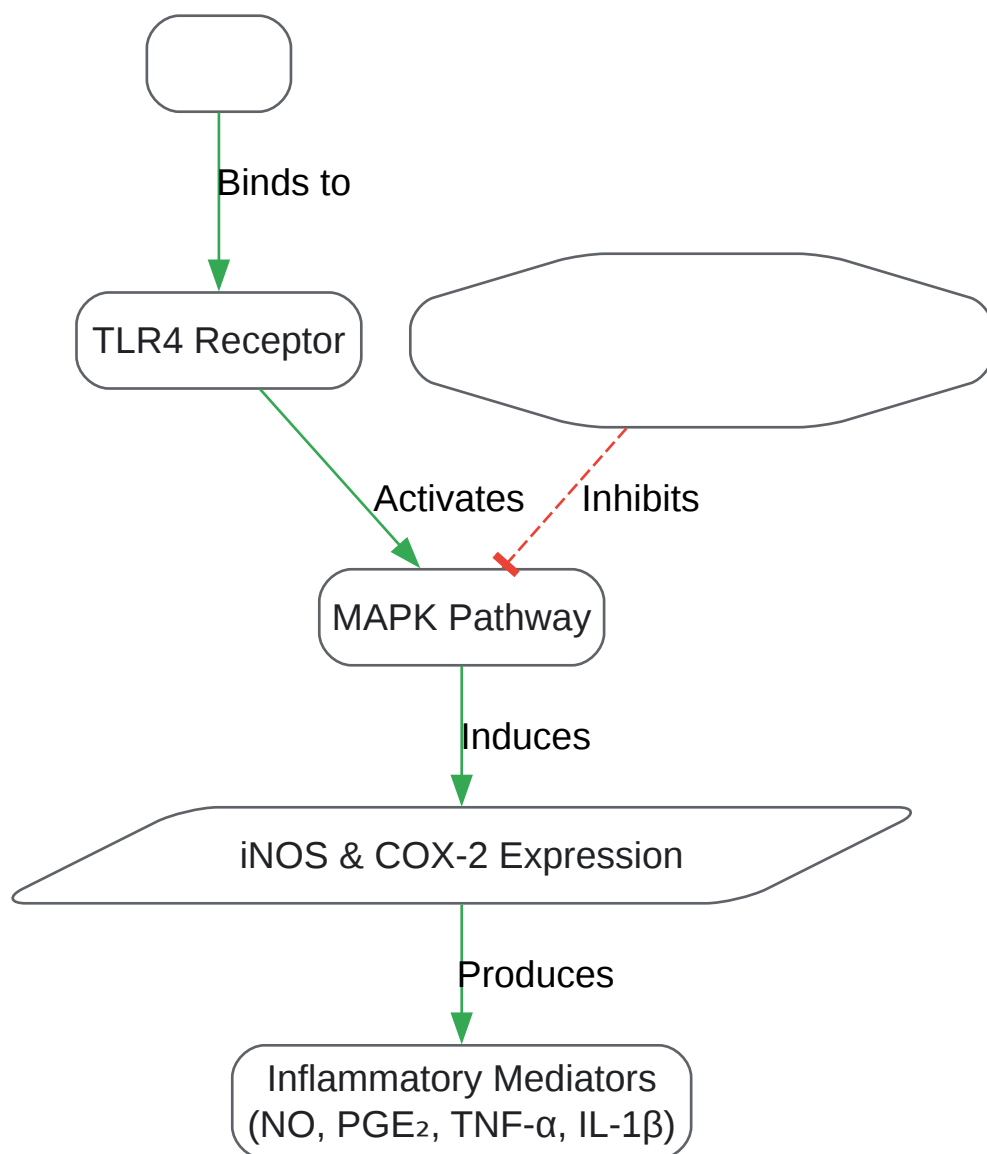 Binds to
TLR4 Receptor
Activates
Inhibits
MAPK Pathway
Induces
iNOS & COX-2 Expression
Produces
Inflammatory Mediators
(NO, PGE₂, TNF-α, IL-1β)